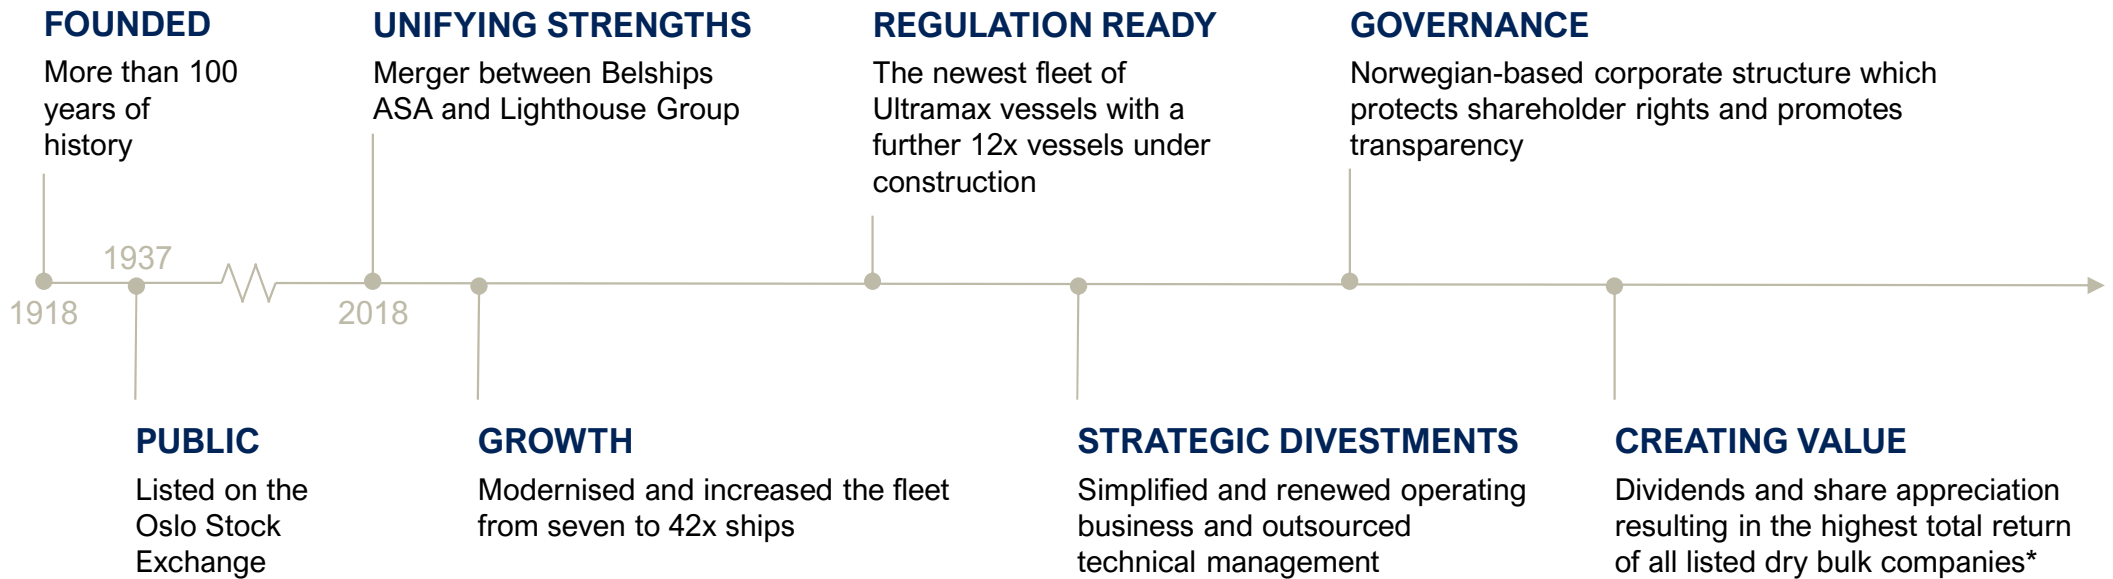 FOUNDED
More than 100
years of
history
UNIFYING STRENGTHS
Merger between Belships
ASA and Lighthouse Group
REGULATION READY
The newest fleet of
Ultramax vessels with a
further 12x vessels under
construction
GOVERNANCE
Norwegian-based corporate structure which
protects shareholder rights and promotes
transparency
1937
1918
2018
PUBLIC
Listed on the
Oslo Stock
Exchange
GROWTH
Modernised and increased the fleet
from seven to 42x ships
STRATEGIC DIVESTMENTS
Simplified and renewed operating
business and outsourced
technical management
CREATING VALUE
Dividends and share appreciation
resulting in the highest total return
of all listed dry bulk companies*